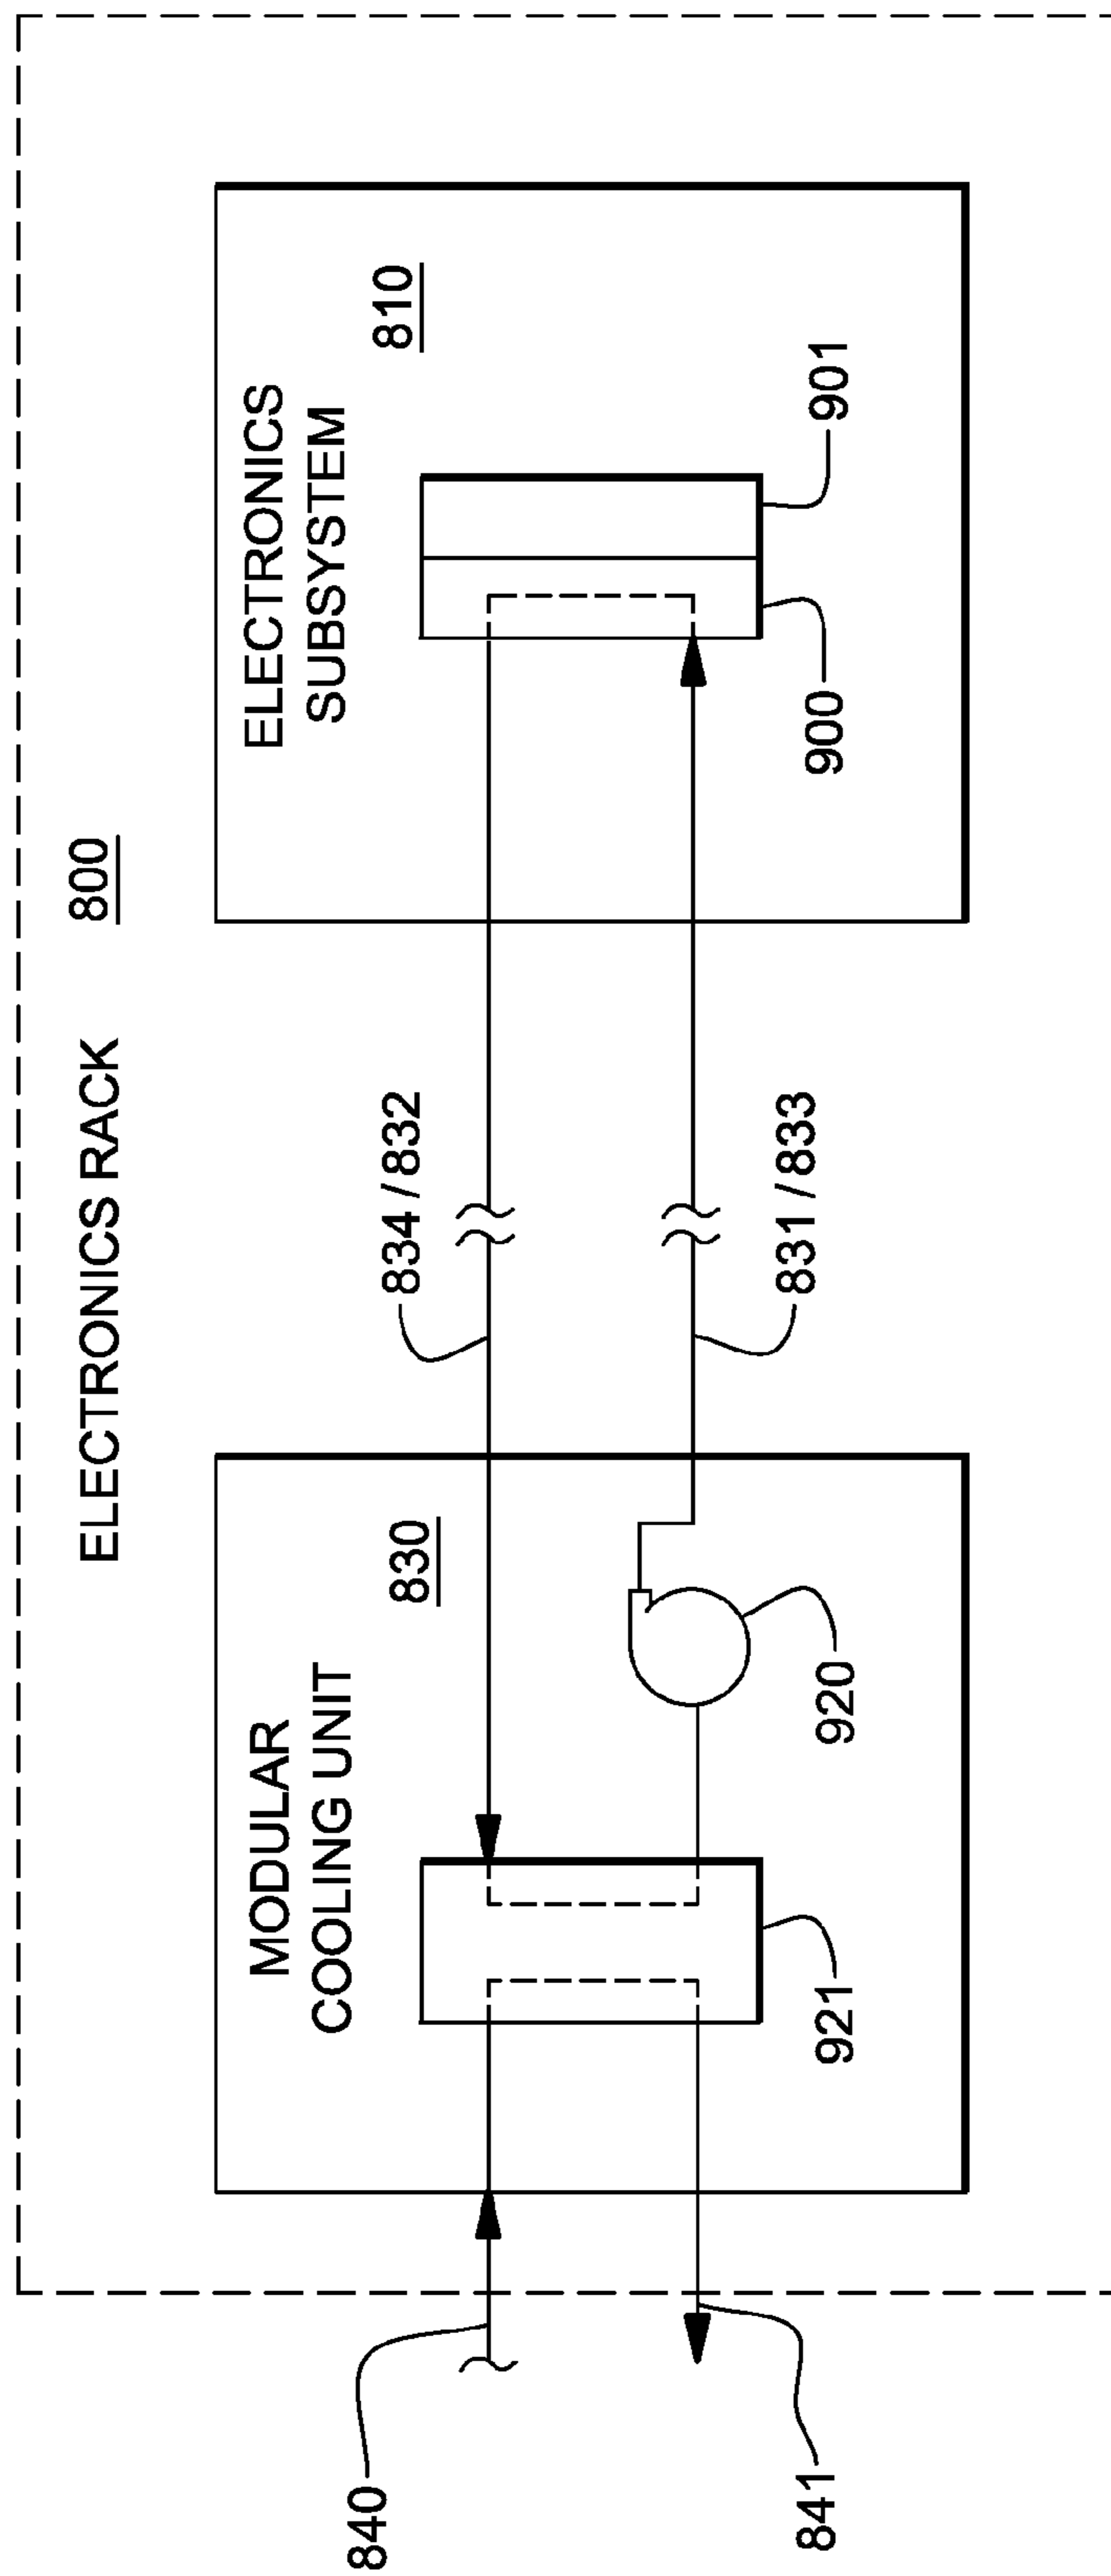 ELECTRONICS RACK 800
MODULAR
COOLING UNIT
830
ELECTRONICS
SUBSYSTEM
810
834 / 832
831 / 833
840
841
921
920
900
901